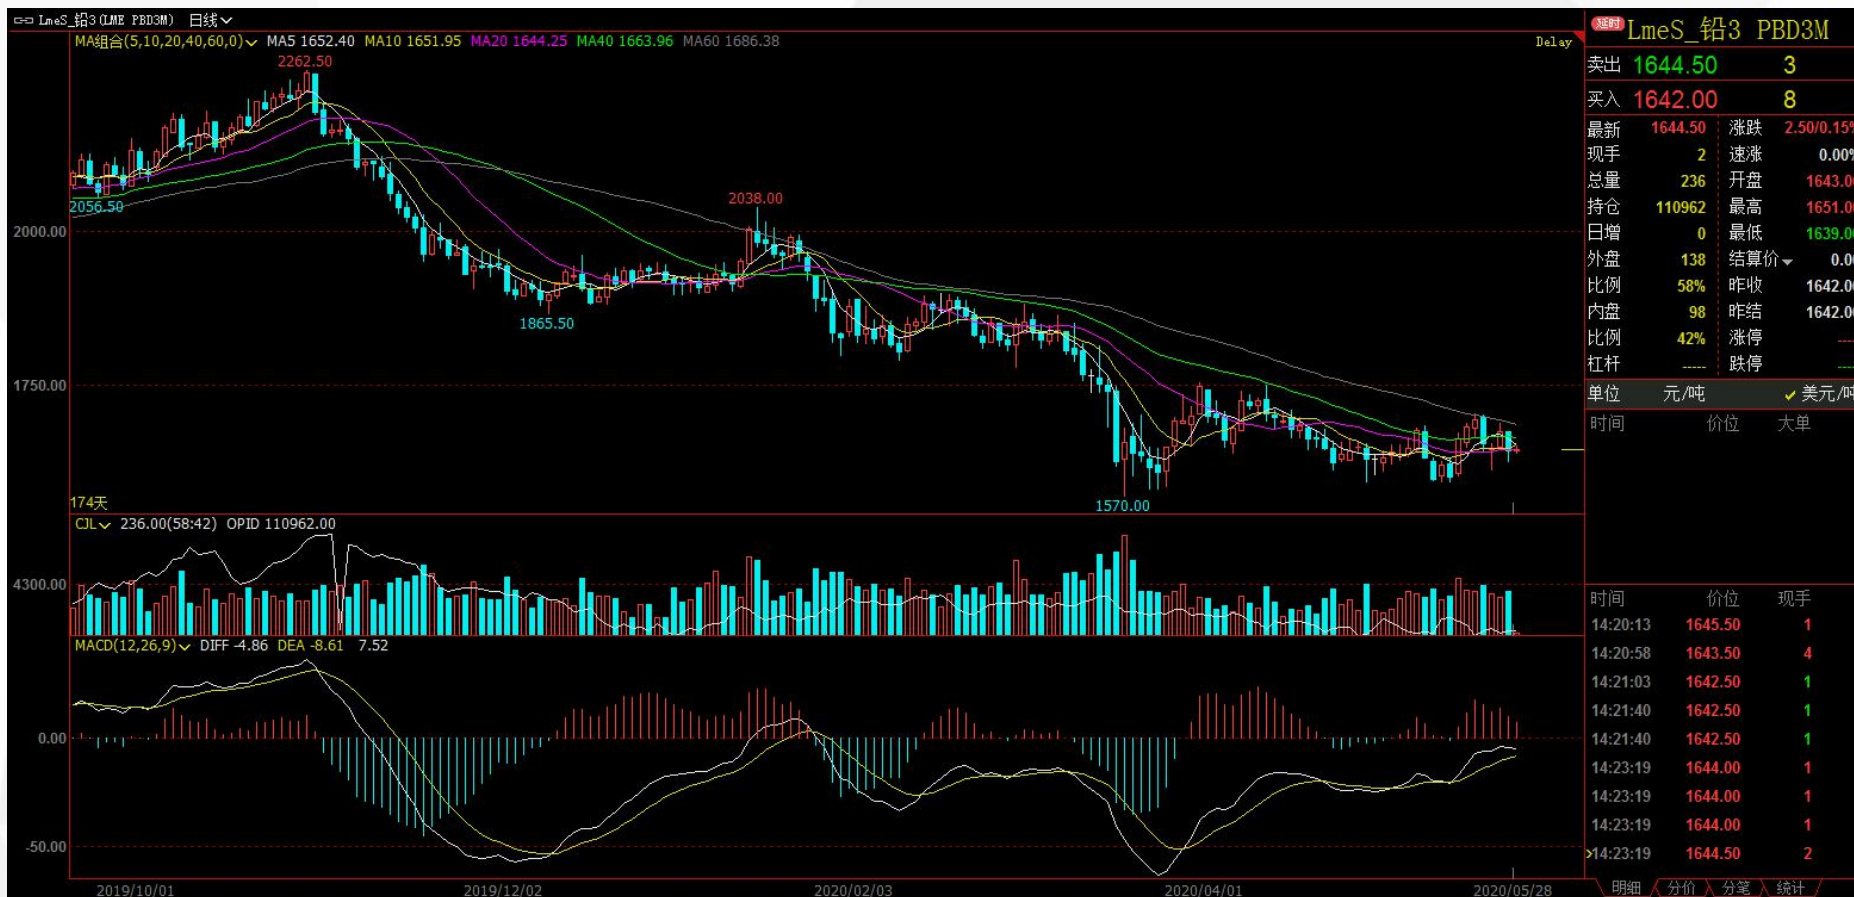 LmeS_铅3(LME PBD3M) 日线
MA组合(5,10,20,40,60,0) MA5 1652.40 MA10 1651.95 MA20 1644.25 MA40 1663.96 MA60 1686.38
Delay
2262.50
2056.50
2038.00
2000.00
1865.50
1750.00
1570.00
174天
CJL 236.00(58:42) OPID 110962.00
4300.00
MACD(12,26,9) DIFF -4.86 DEA -8.61 7.52
0.00
-50.00
2019/10/01 2019/12/02 2020/02/03 2020/04/01 2020/05/28
延时 LmeS_铅3 PBD3M
卖出 1644.50 3
买入 1642.00 8
最新 1644.50 涨跌 2.50/0.15%
现手 2 速涨 0.00%
总量 236 开盘 1643.00
持仓 110962 最高 1651.00
日增 0 最低 1639.00
外盘 138 结算价 0.00
比例 58% 昨收 1642.00
内盘 98 昨结 1642.00
比例 42% 涨停 ----
杠杆 ----- 跌停 ----
单位 元/吨 ✓ 美元/吨
时间 价位 大单
时间 价位 现手
14:20:13 1645.50 1
14:20:58 1643.50 4
14:21:03 1642.50 1
14:21:40 1642.50 1
14:21:40 1642.50 1
14:23:19 1644.00 1
14:23:19 1644.00 1
14:23:19 1644.00 1
14:23:19 1644.50 2
明细 分价 分笔 统计